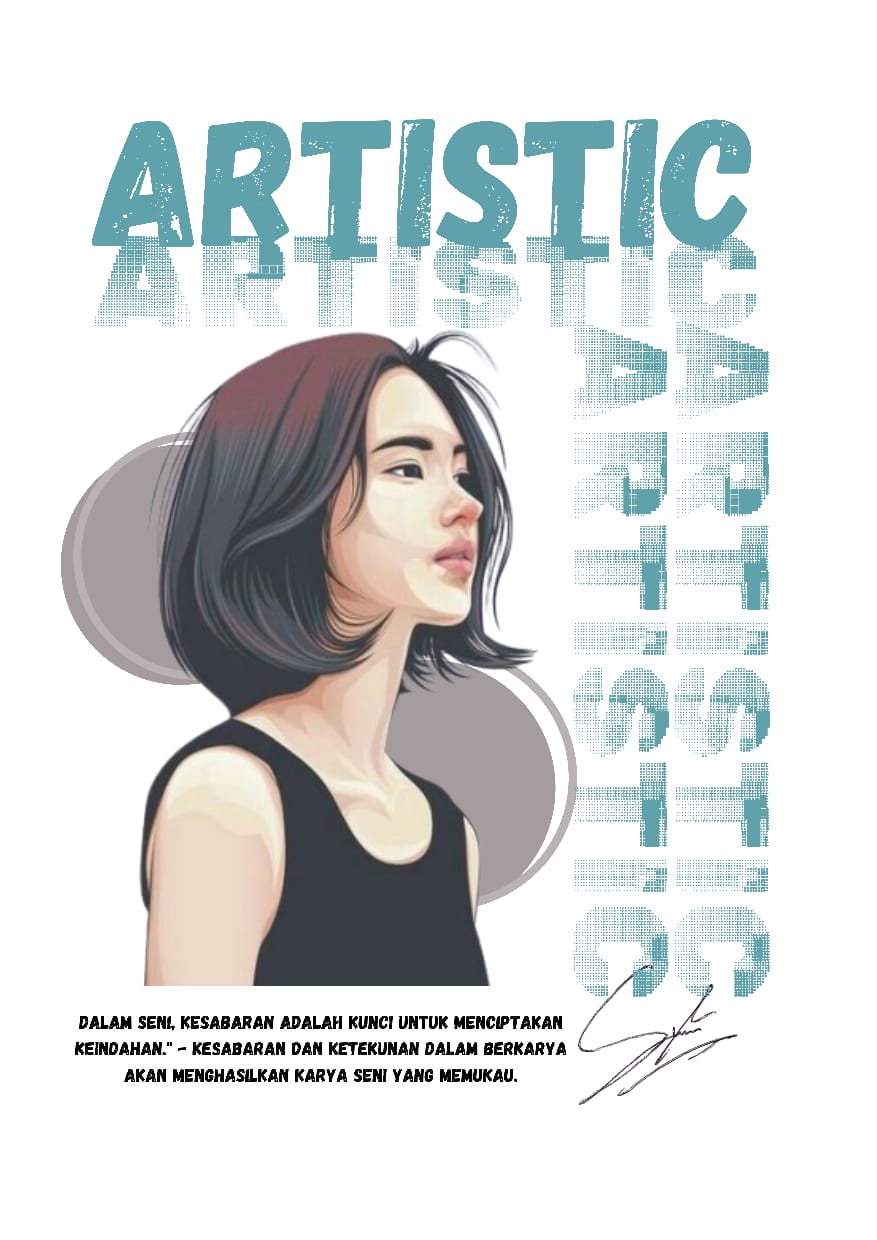 ARTISTIC
ARTISTIC
ARTISTIC
ARTISTIC
DALAM SENI, KESABARAN ADALAH KUNCI UNTUK MENCIPTAKAN
KEINDAHAN." - KESABARAN DAN KETEKUNAN DALAM BERKARYA
AKAN MENGHASILKAN KARYA SENI YANG MEMUKAU.